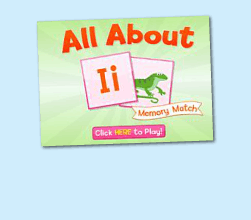 All About
Ii
Memory Match
Click HERE to Play!